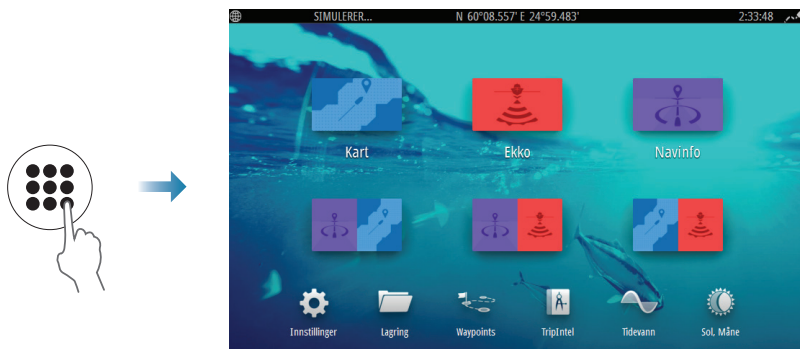 SIMULERER... N 60°08.557' E 24°59.483' 2:33:48
Kart Ekko Navinfo
Innstillinger Lagring Waypoints TripIntel Tidevann Sol, Måne